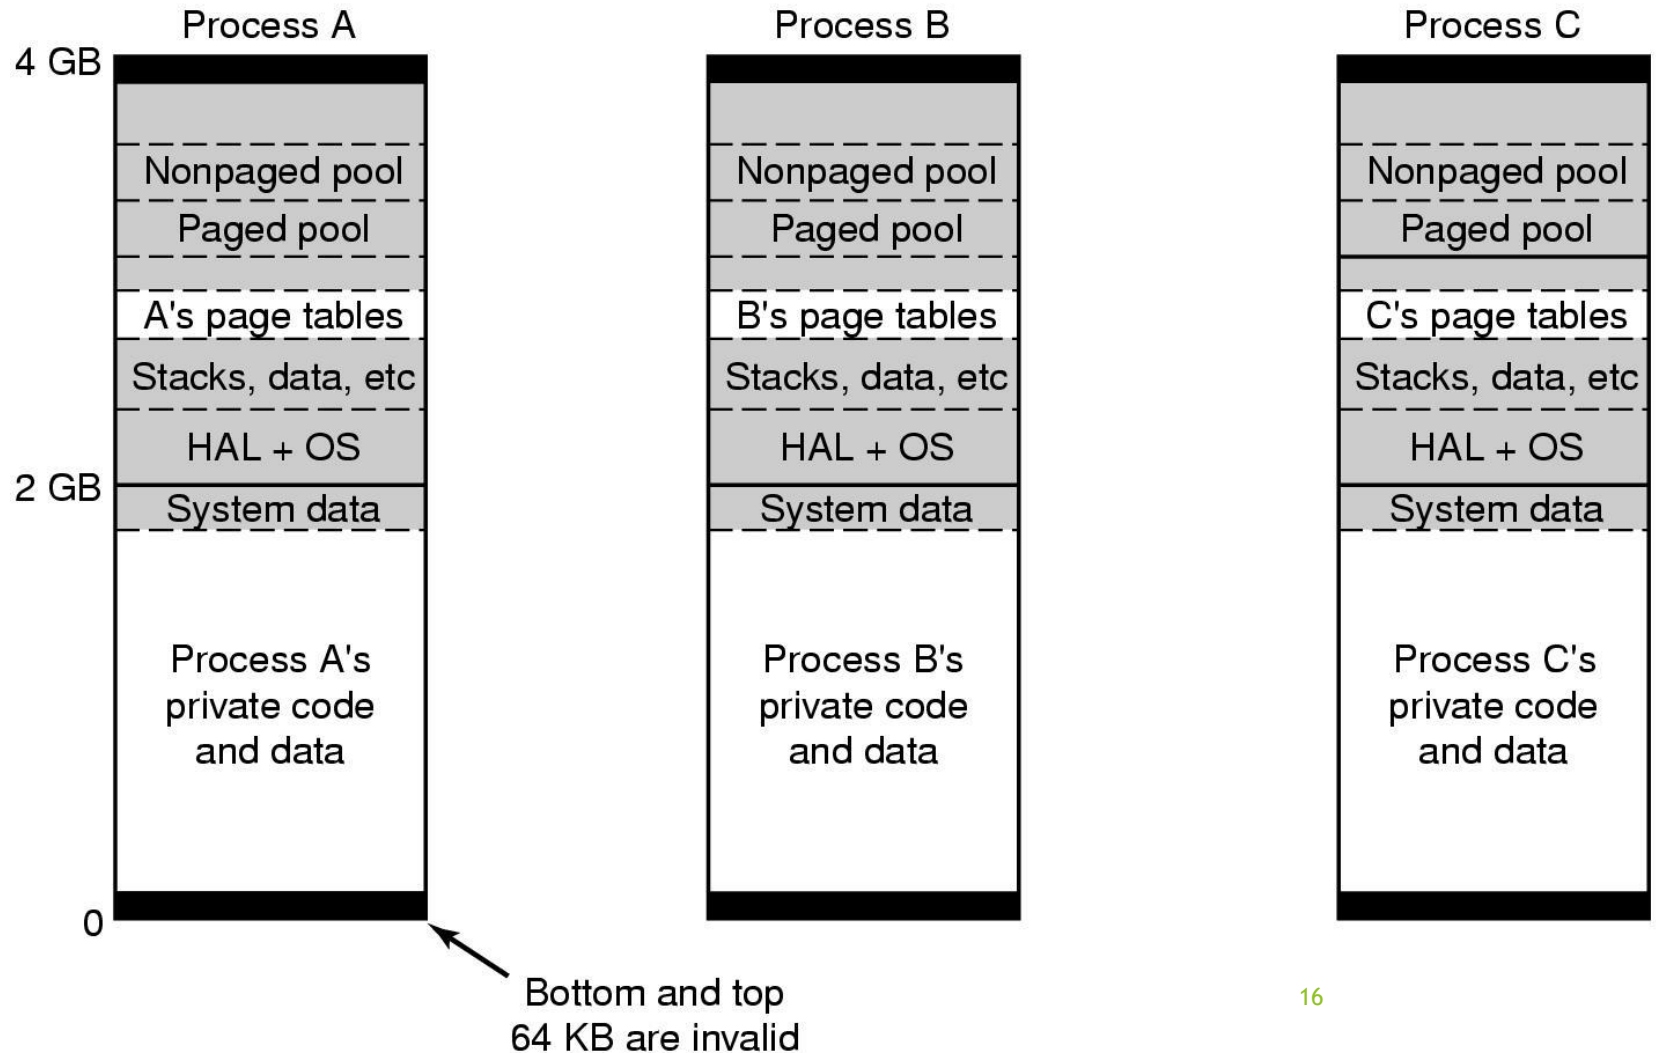 Process A
4 GB
Nonpaged pool
Paged pool
A's page tables
Stacks, data, etc
HAL + OS
2 GB
System data
Process A's
private code
and data
0
Process B
Nonpaged pool
Paged pool
B's page tables
Stacks, data, etc
HAL + OS
System data
Process B's
private code
and data
Process C
Nonpaged pool
Paged pool
C's page tables
Stacks, data, etc
HAL + OS
System data
Process C's
private code
and data
Bottom and top
64 KB are invalid
16